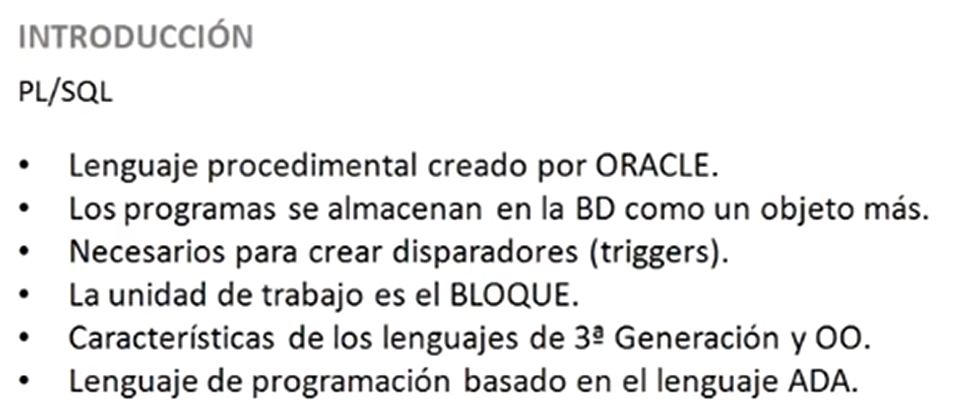 INTRODUCCIÓN
PL/SQL
• Lenguaje procedimental creado por ORACLE.
• Los programas se almacenan en la BD como un objeto más.
• Necesarios para crear disparadores (triggers).
• La unidad de trabajo es el BLOQUE.
• Características de los lenguajes de 3ª Generación y OO.
• Lenguaje de programación basado en el lenguaje ADA.